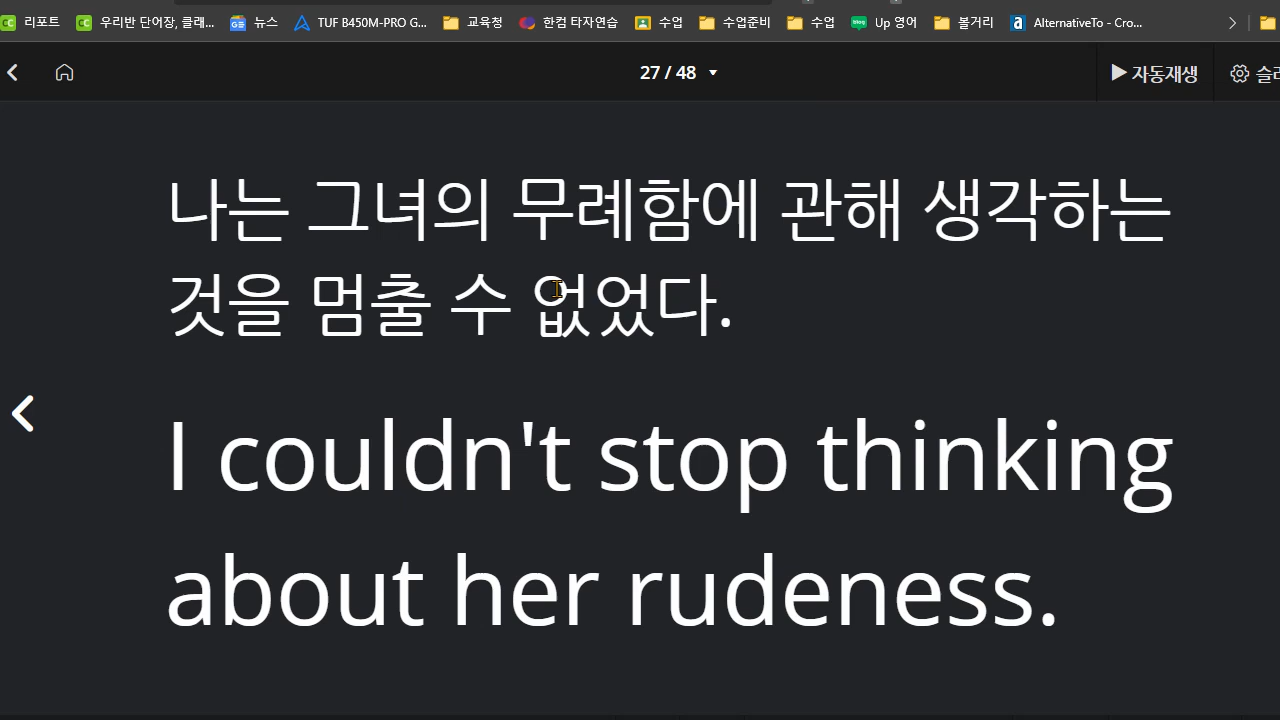 리포트 우리반 단어장, 클래... 뉴스 TUF B450M-PRO G... 교육청 한컴 타자연습 수업 수업준비 수업 Up 영어 볼거리 AlternativeTo - Cro...
27 / 48 자동재생
나는 그녀의 무례함에 관해 생각하는
것을 멈출 수 없었다.
I couldn't stop thinking
about her rudeness.